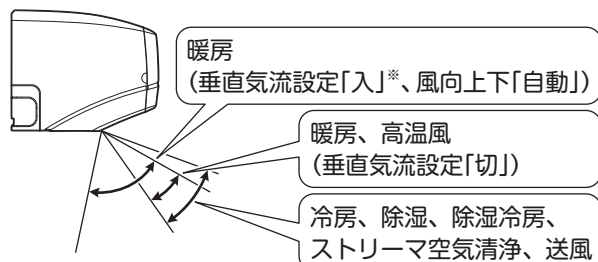 暖房
(垂直気流設定「入」※、風向上下「自動」)
暖房、高温風
(垂直気流設定「切」)
冷房、除湿、除湿冷房、
ストリーマ空気清浄、送風